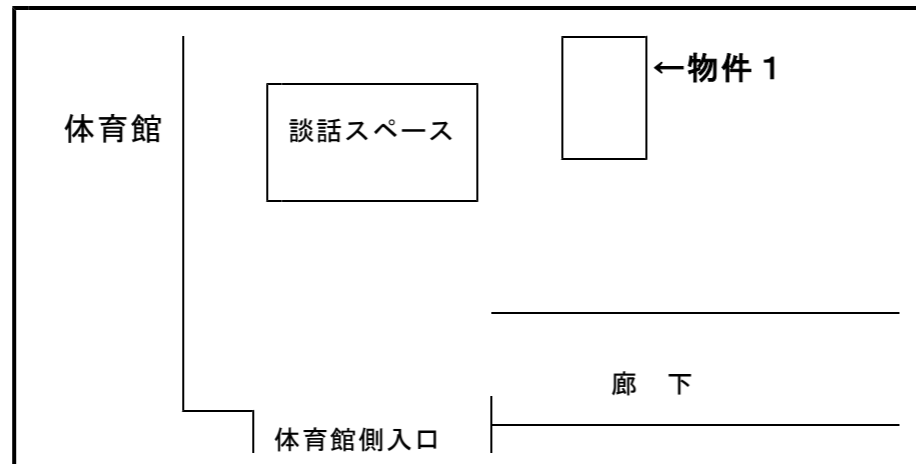 ←物件１
体育館
談話スペース
廊　下
体育館側入口